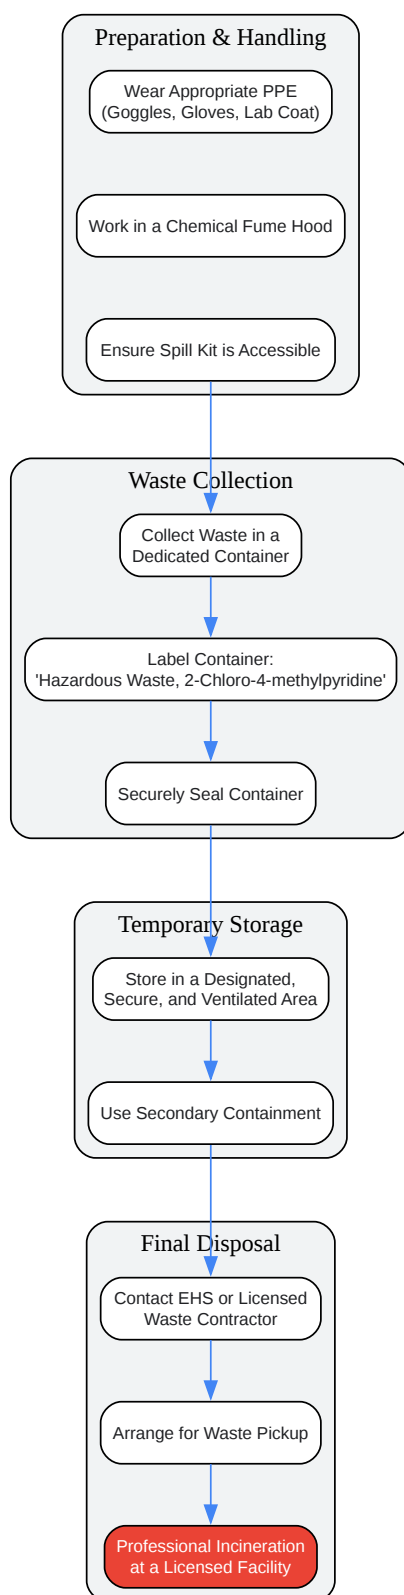 Preparation & Handling
Wear Appropriate PPE
(Goggles, Gloves, Lab Coat)
Work in a Chemical Fume Hood
Ensure Spill Kit is Accessible
Waste Collection
Collect Waste in a
Dedicated Container
Label Container:
'Hazardous Waste, 2-Chloro-4-methylpyridine'
Securely Seal Container
Temporary Storage
Store in a Designated,
Secure, and Ventilated Area
Use Secondary Containment
Final Disposal
Contact EHS or Licensed
Waste Contractor
Arrange for Waste Pickup
Professional Incineration
at a Licensed Facility